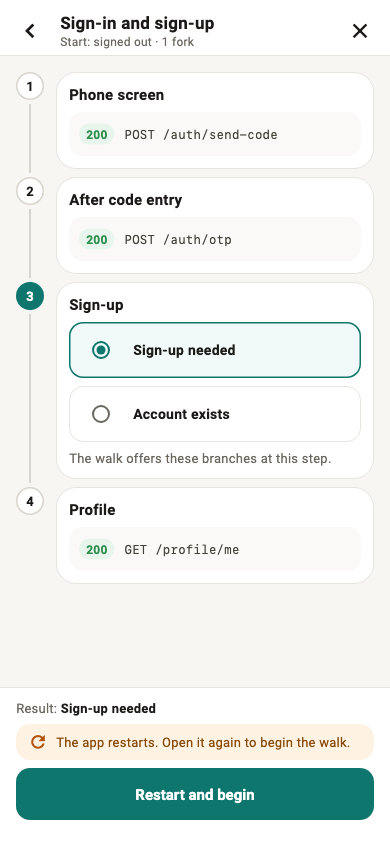 Sign-in and sign-up
Start: signed out · 1 fork
1
Phone screen
200 POST /auth/send-code
2
After code entry
200 POST /auth/otp
3
Sign-up
Sign-up needed
Account exists
The walk offers these branches at this step.
4
Profile
200 GET /profile/me
Result: Sign-up needed
The app restarts. Open it again to begin the walk.
Restart and begin